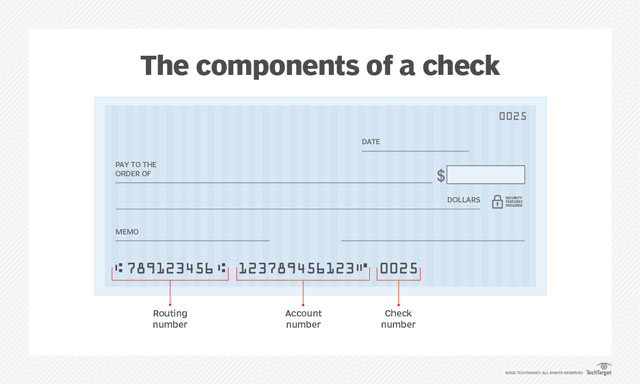 The components of a check
0025
DATE
PAY TO THE
ORDER OF
$
DOLLARS
SECURITY
FEATURES
INCLUDED
MEMO
⑆789123456⑆ 123789456123⑈ 0025
Routing
number
Account
number
Check
number
©2022 TECHTARGET. ALL RIGHTS RESERVED
TechTarget